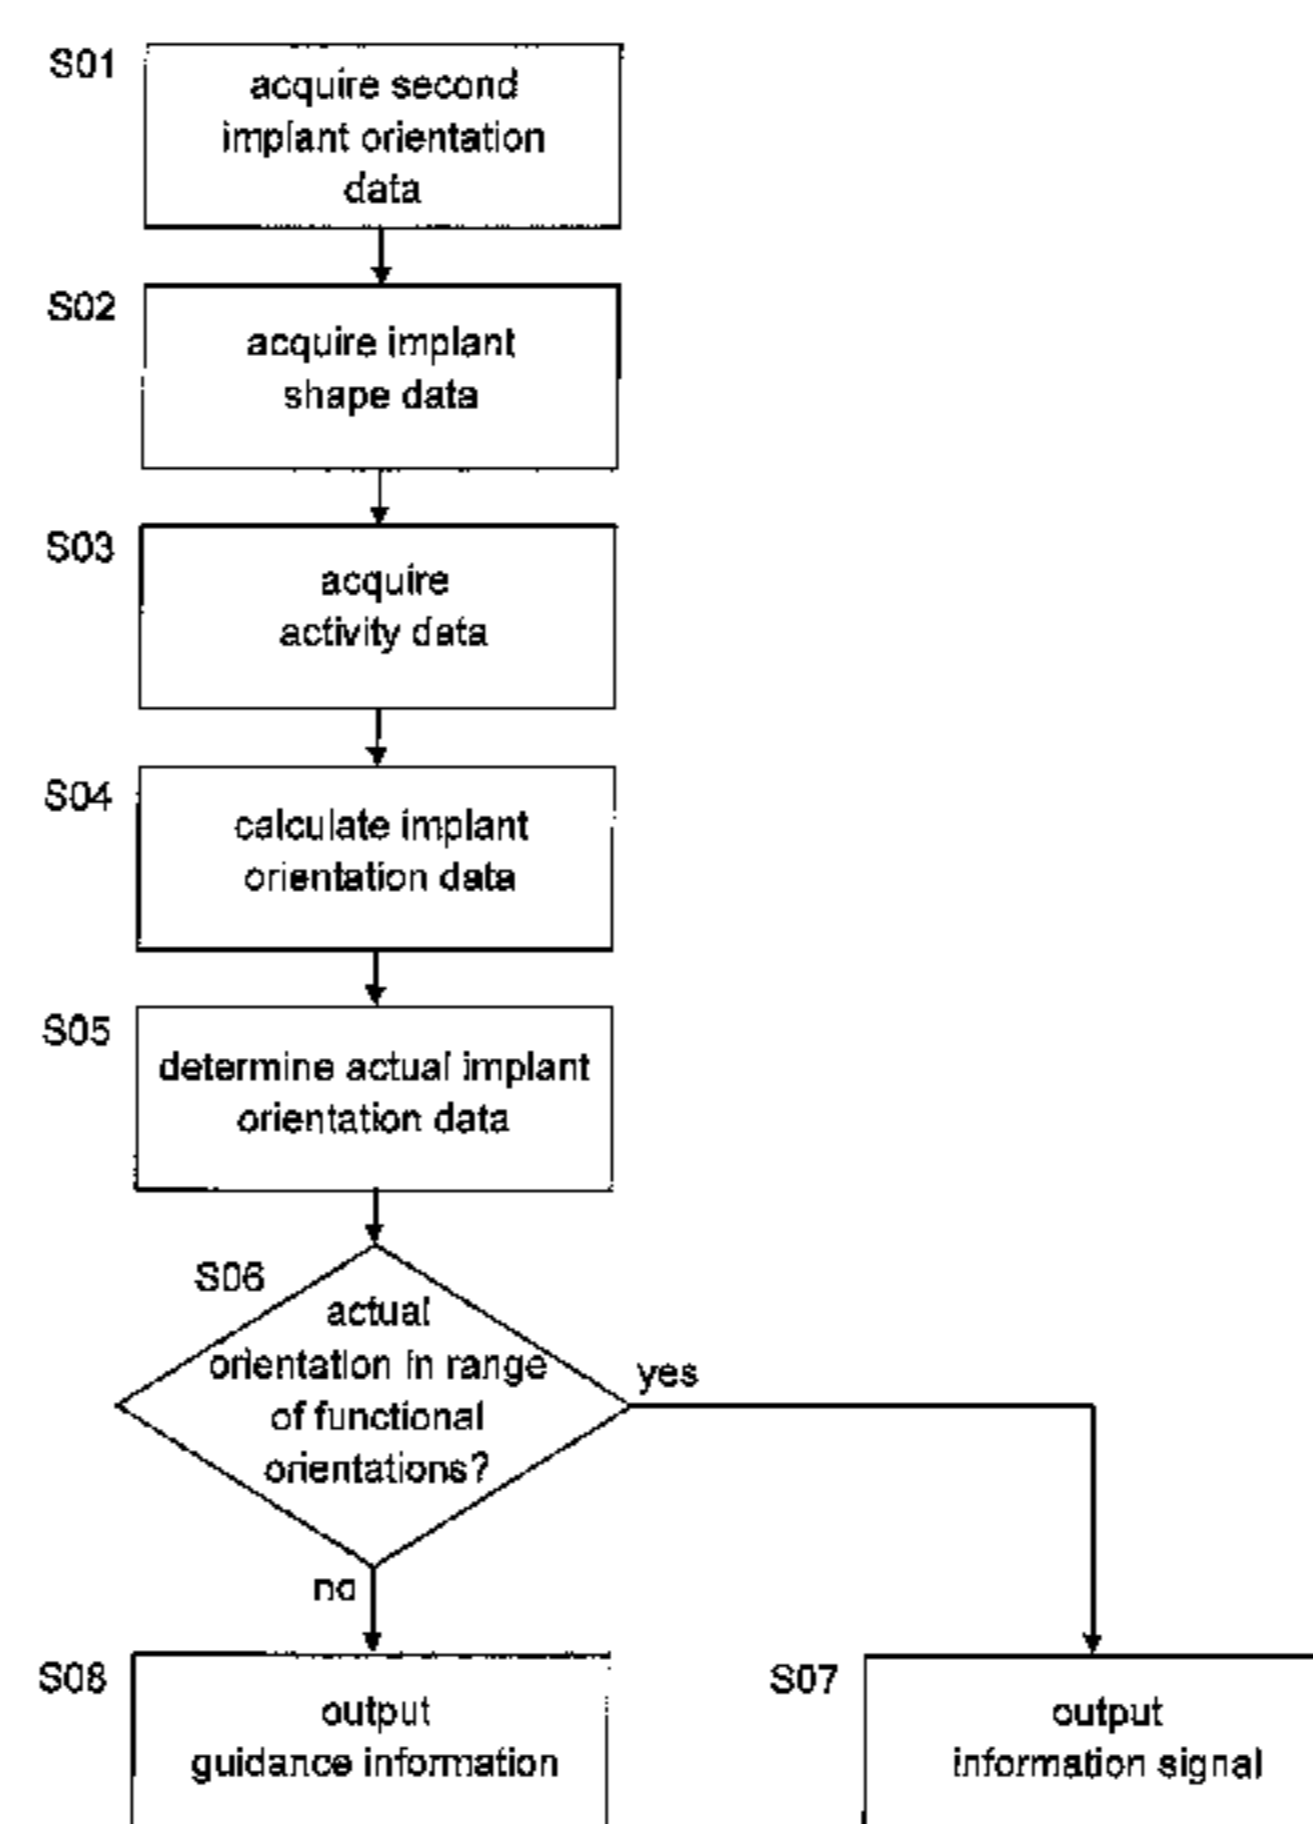 S01
acquire second
implant orientation
data
S02
acquire implant
shape data
S03
acquire
activity data
S04
calculate implant
orientation data
S05
determine actual implant
orientation data
S06
actual
orientation in range
of functional
orientations?
yes
no
S08
output
guidance information
S07
output
information signal